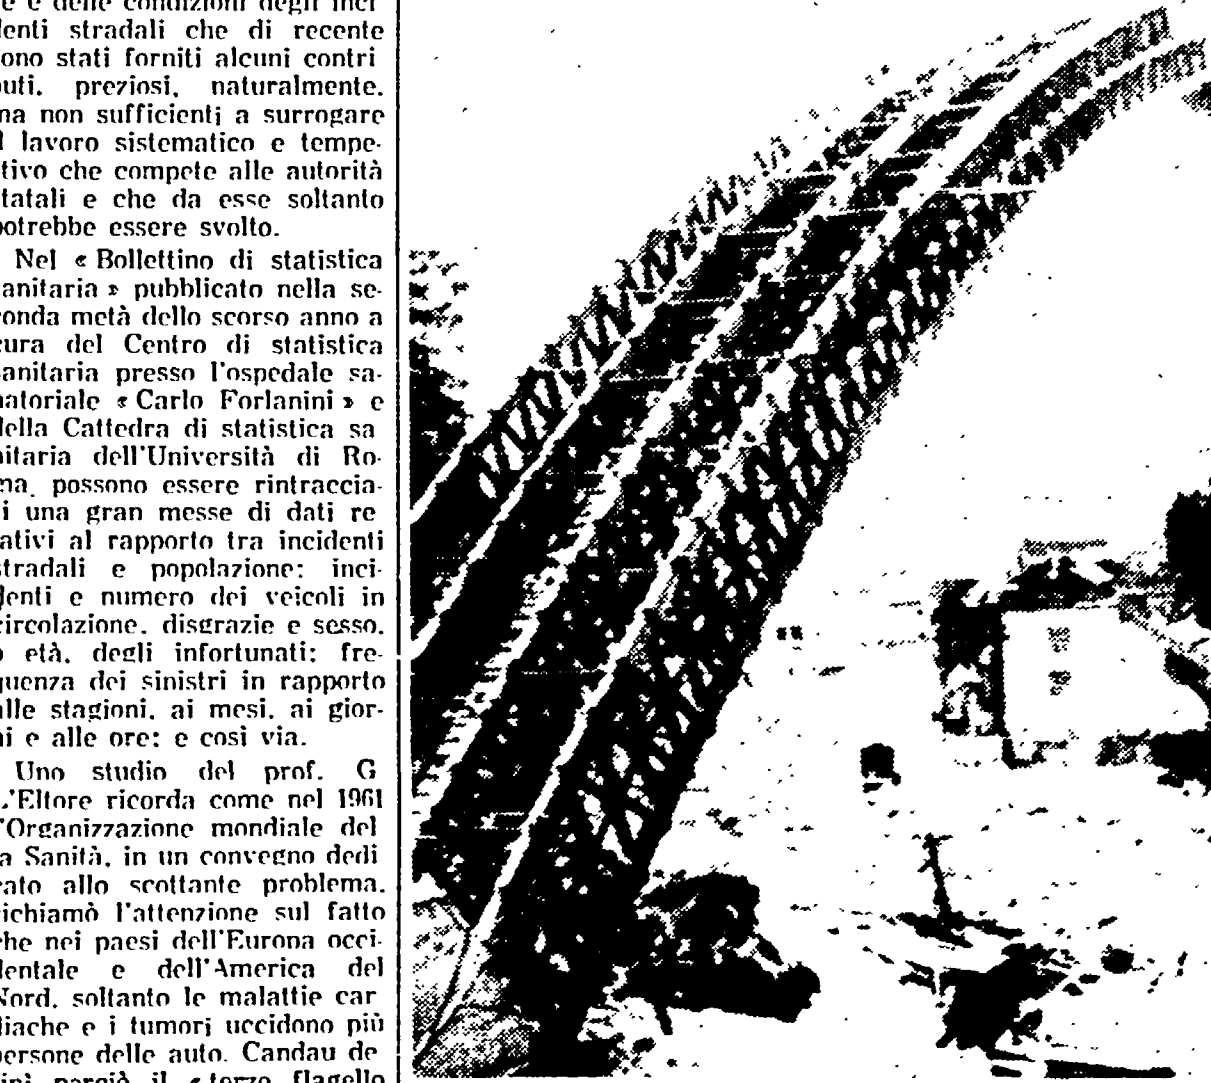 e e delle condizioni degli inci
denti stradali che di recente
ono stati forniti alcuni contri
buti, preziosi, naturalmente,
ma non sufficienti a surrogare
l lavoro sistematico e tempe-
tivo che compete alle autorità
statali e che da esse soltanto
potrebbe essere svolto.
Nel « Bollettino di statistica
sanitaria » pubblicato nella se-
conda metà dello scorso anno a
cura del Centro di statistica
sanitaria presso l'ospedale sa-
natoriale « Carlo Forlanini » e
della Cattedra di statistica sa
nitaria dell'Università di Ro-
ma, possono essere rintraccia-
i una gran messe di dati re
lativi al rapporto tra incidenti
stradali e popolazione; inci-
denti e numero dei veicoli in
circolazione, disgrazie e sesso,
o età, degli infortunati; fre-
quenza dei sinistri in rapporto
alle stagioni, ai mesi, ai gior-
ni e alle ore; e così via.
Uno studio del prof. G
L'Eltore ricorda come nel 1961
l'Organizzazione mondiale del
la Sanità, in un convegno dedi
cato allo scottante problema,
richiamò l'attenzione sul fatto
che nei paesi dell'Europa occi-
dentale e dell'America del
Nord, soltanto le malattie car
diache e i tumori uccidono più
persone delle auto. Candau de
finì perciò il « terzo flagello